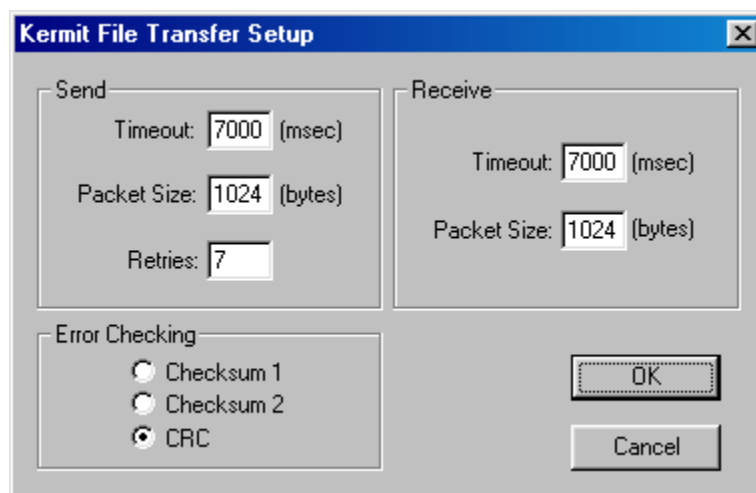 Kermit File Transfer Setup
Send
Timeout: 7000 (msec)
Packet Size: 1024 (bytes)
Retries: 7
Receive
Timeout: 7000 (msec)
Packet Size: 1024 (bytes)
Error Checking
Checksum 1
Checksum 2
CRC
OK
Cancel